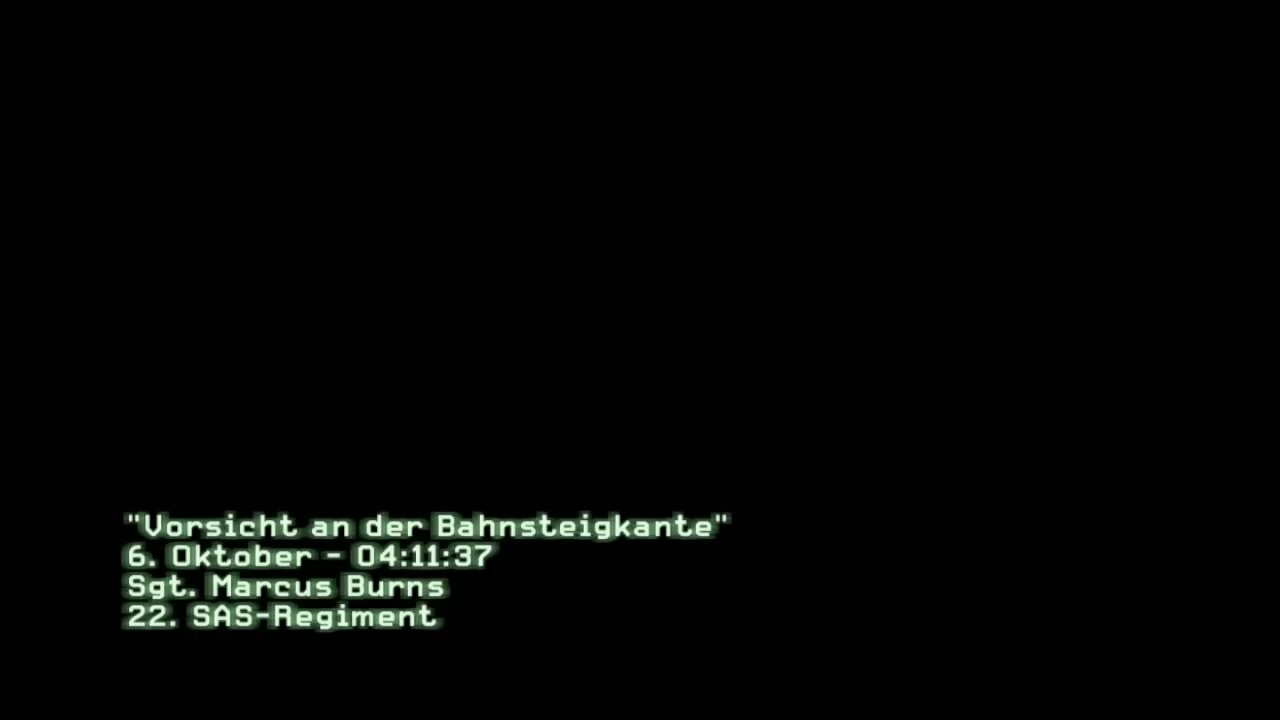 "Vorsicht an der Bahnsteigkante"
6. Oktober - 04:11:37
Sgt. Marcus Burns
22. SAS-Regiment